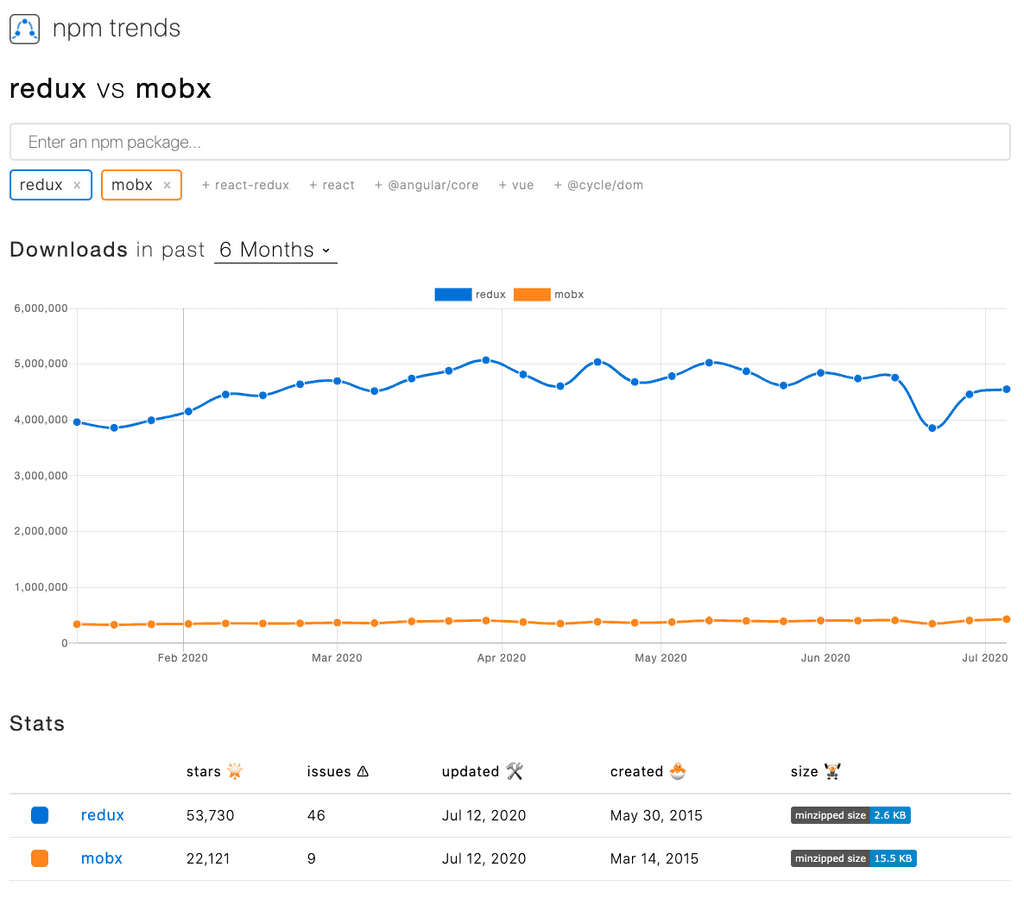 npm trends
redux vs mobx
Enter an npm package...
redux × mobx × + react-redux + react + @angular/core + vue + @cycle/dom
Downloads in past 6 Months
redux mobx
6,000,000
5,000,000
4,000,000
3,000,000
2,000,000
1,000,000
0
Feb 2020 Mar 2020 Apr 2020 May 2020 Jun 2020 Jul 2020
Stats
stars issues updated created size
redux 53,730 46 Jul 12, 2020 May 30, 2015 minzipped size 2.6 KB
mobx 22,121 9 Jul 12, 2020 Mar 14, 2015 minzipped size 15.5 KB